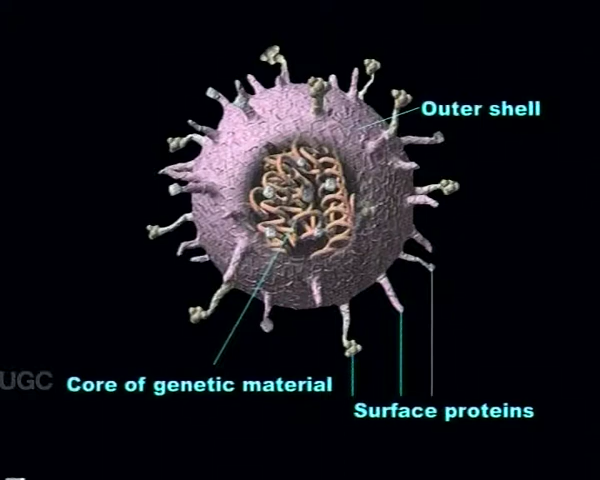 Outer shell
UGC
Core of genetic material
Surface proteins